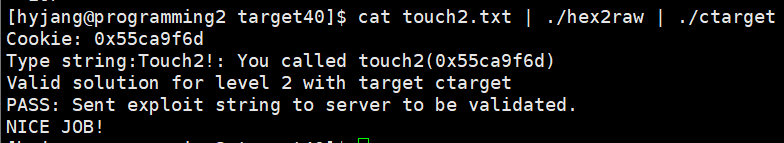 [hyjang@programming2 target40]$ cat touch2.txt | ./hex2raw | ./ctarget
Cookie: 0x55ca9f6d
Type string:Touch2!: You called touch2(0x55ca9f6d)
Valid solution for level 2 with target ctarget
PASS: Sent exploit string to server to be validated.
NICE JOB!